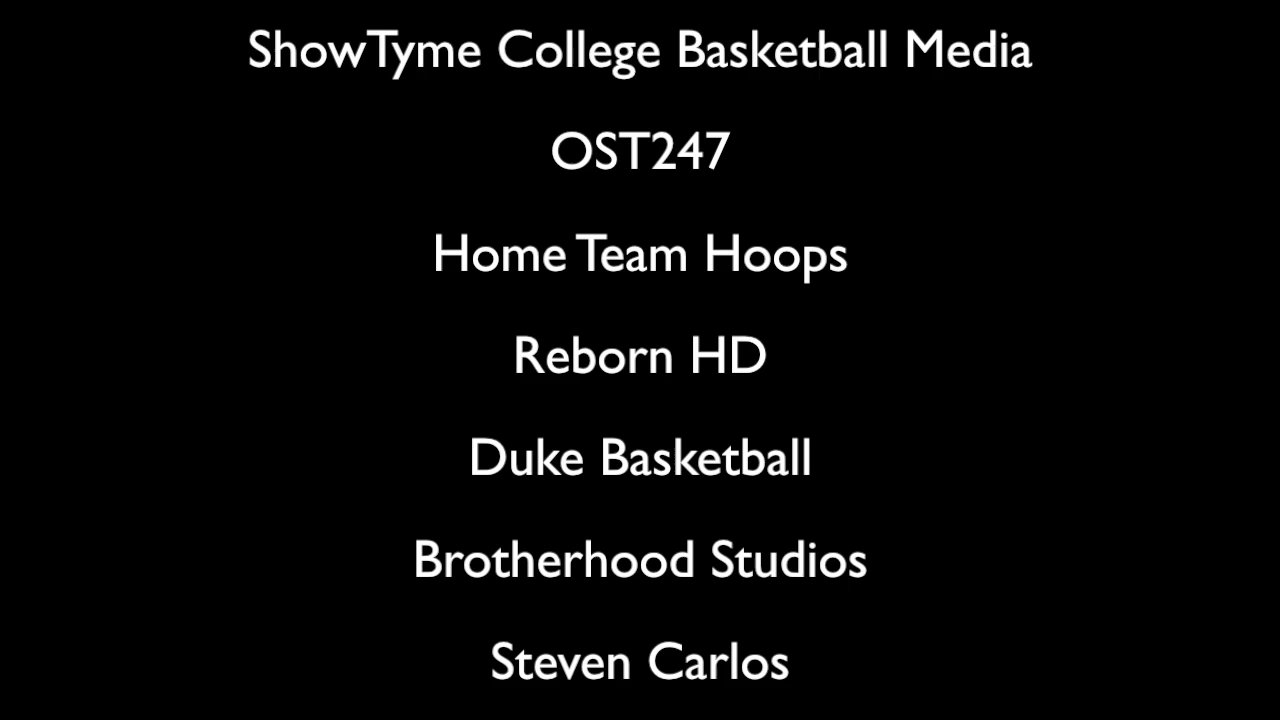 ShowTyme College Basketball Media
OST247
Home Team Hoops
Reborn HD
Duke Basketball
Brotherhood Studios
Steven Carlos